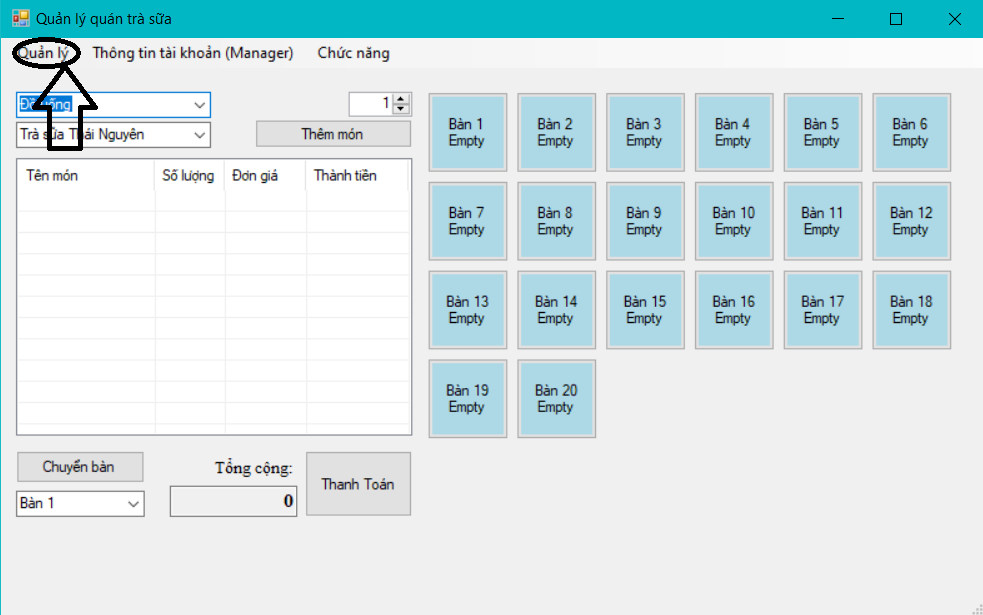 Quản lý quán trà sữa
Quản lý Thông tin tài khoản (Manager) Chức năng
Đồ uống 1
Trà sữa Thái Nguyên Thêm món
Tên món Số lượng Đơn giá Thành tiền
Bàn 1 Bàn 2 Bàn 3 Bàn 4 Bàn 5 Bàn 6
Empty Empty Empty Empty Empty Empty
Bàn 7 Bàn 8 Bàn 9 Bàn 10 Bàn 11 Bàn 12
Empty Empty Empty Empty Empty Empty
Bàn 13 Bàn 14 Bàn 15 Bàn 16 Bàn 17 Bàn 18
Empty Empty Empty Empty Empty Empty
Bàn 19 Bàn 20
Empty Empty
Chuyển bàn Tổng cộng: Thanh Toán
Bàn 1 0